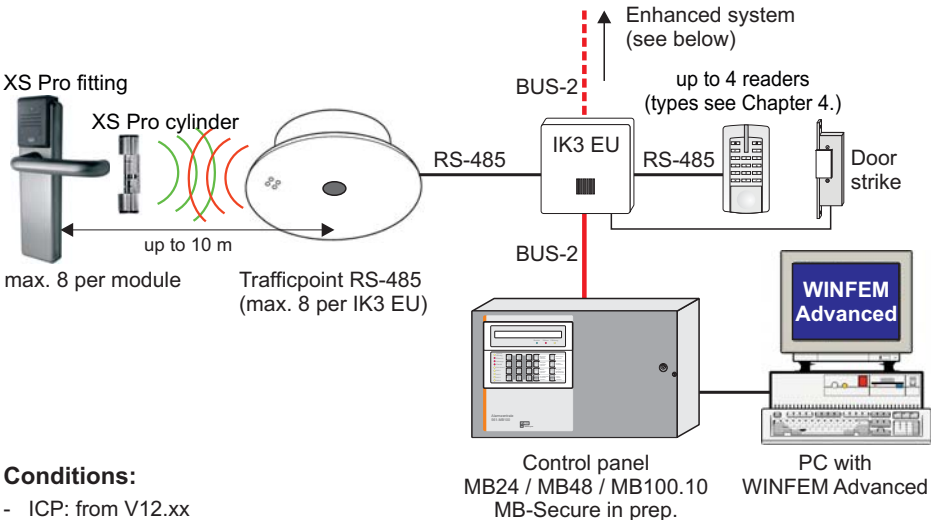 Enhanced system
(see below)
BUS-2
XS Pro fitting
up to 4 readers
(types see Chapter 4.)
XS Pro cylinder
IK3 EU
RS-485
RS-485
Door
strike
up to 10 m
BUS-2
max. 8 per module
Trafficpoint RS-485
(max. 8 per IK3 EU)
WINFEM
Advanced
Control panel
MB24 / MB48 / MB100.10
MB-Secure in prep.
PC with
WINFEM Advanced
Conditions:
- ICP: from V12.xx